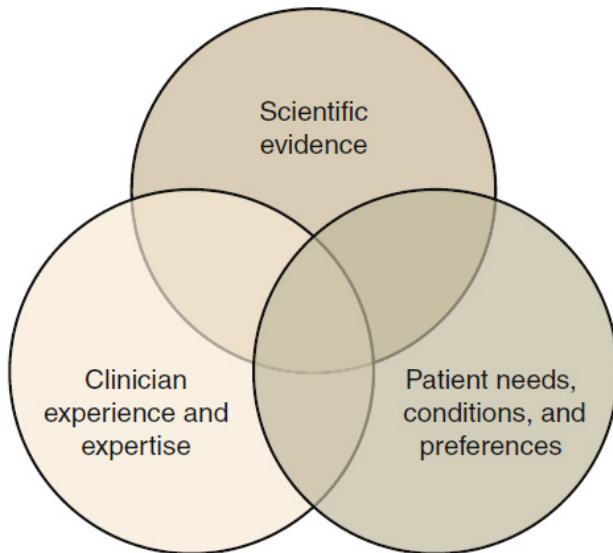 Scientific
evidence
Clinician
experience and
expertise
Patient needs,
conditions, and
preferences